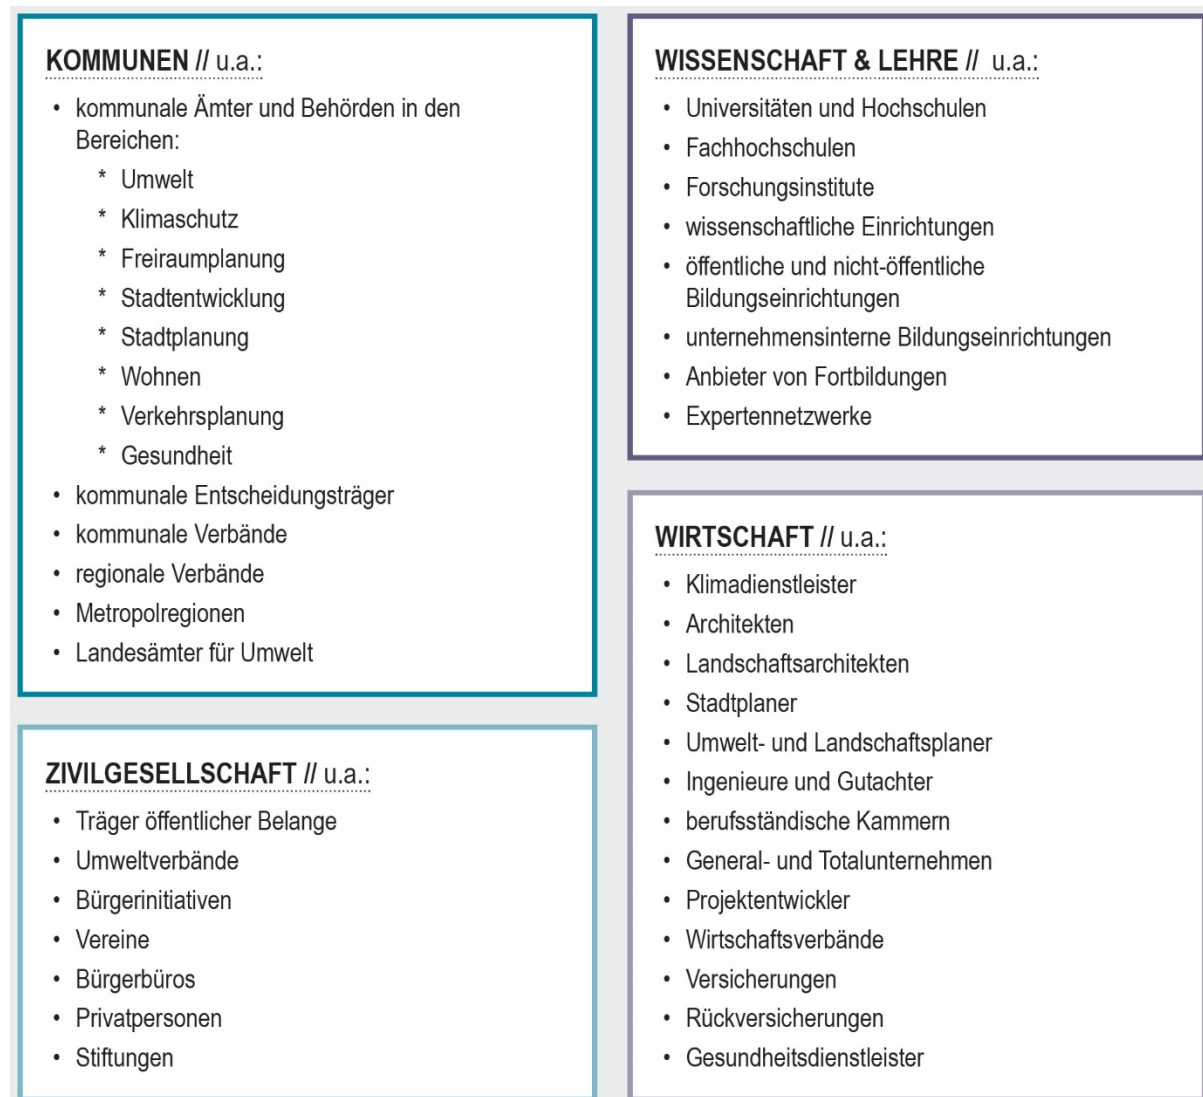 KOMMUNEN // u.a.:
• kommunale Ämter und Behörden in den
Bereichen:
* Umwelt
* Klimaschutz
* Freiraumplanung
* Stadtentwicklung
* Stadtplanung
* Wohnen
* Verkehrsplanung
* Gesundheit
• kommunale Entscheidungsträger
• kommunale Verbände
• regionale Verbände
• Metropolregionen
• Landesämter für Umwelt
ZIVILGESELLSCHAFT // u.a.:
• Träger öffentlicher Belange
• Umweltverbände
• Bürgerinitiativen
• Vereine
• Bürgerbüros
• Privatpersonen
• Stiftungen
WISSENSCHAFT & LEHRE // u.a.:
• Universitäten und Hochschulen
• Fachhochschulen
• Forschungsinstitute
• wissenschaftliche Einrichtungen
• öffentliche und nicht-öffentliche
Bildungseinrichtungen
• unternehmensinterne Bildungseinrichtungen
• Anbieter von Fortbildungen
• Expertennetzwerke
WIRTSCHAFT // u.a.:
• Klimadienstleister
• Architekten
• Landschaftsarchitekten
• Stadtplaner
• Umwelt- und Landschaftsplaner
• Ingenieure und Gutachter
• berufsständische Kammern
• General- und Totalunternehmen
• Projektentwickler
• Wirtschaftsverbände
• Versicherungen
• Rückversicherungen
• Gesundheitsdienstleister